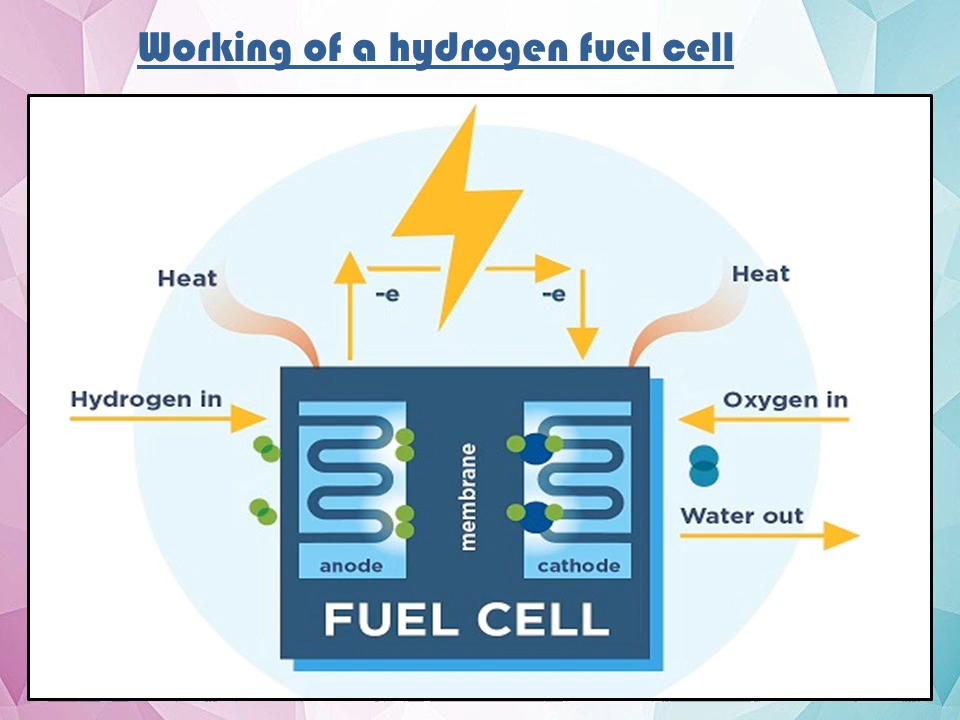 Working of a hydrogen fuel cell
Heat
Heat
-e
-e
Hydrogen in
Oxygen in
membrane
Water out
anode
cathode
FUEL CELL